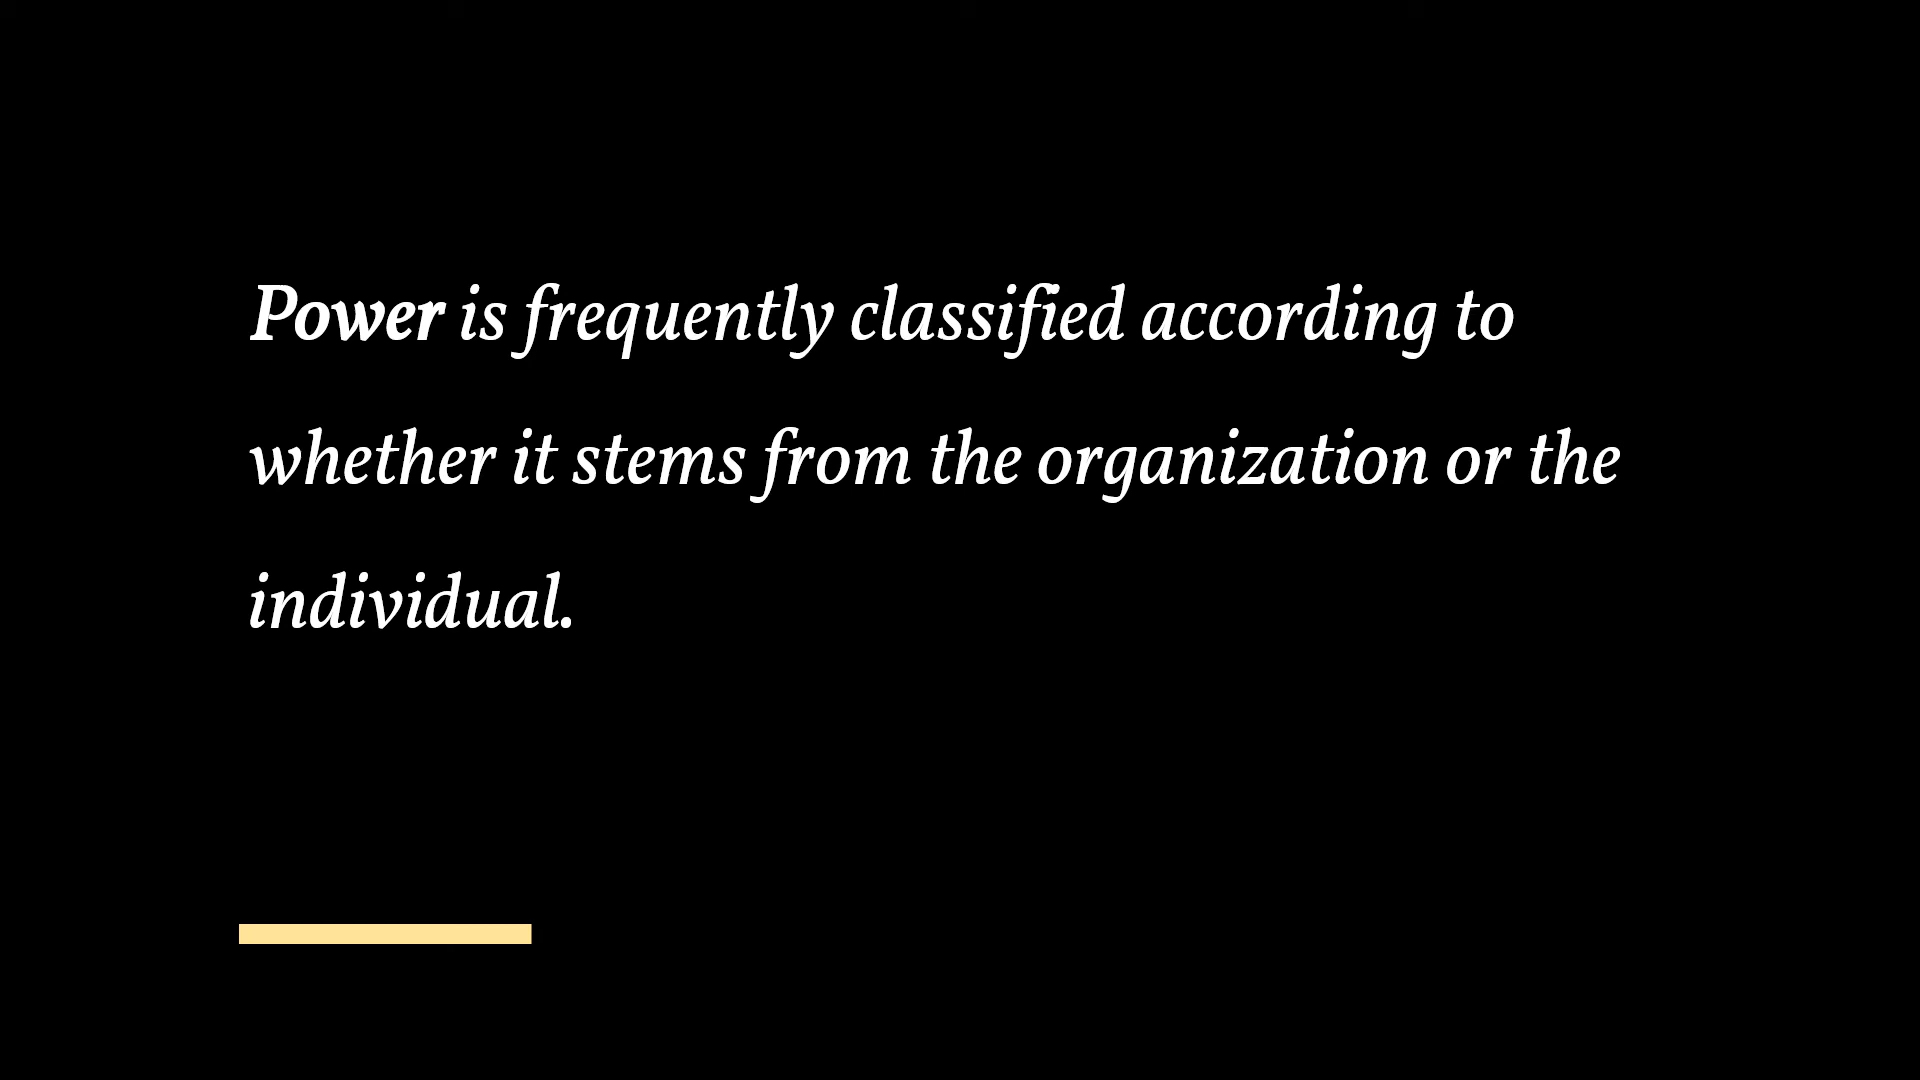 Power is frequently classified according to
whether it stems from the organization or the
individual.